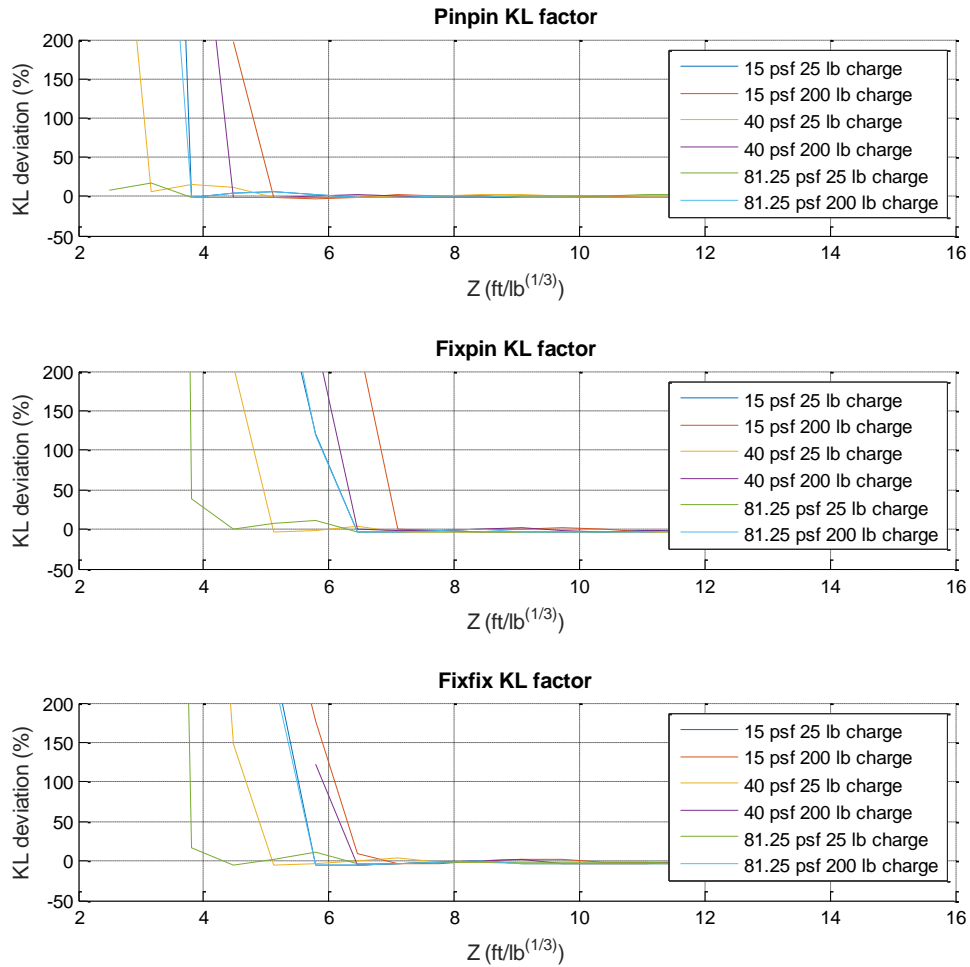 Pinpin KL factor
KL deviation (%)
200
150
100
50
0
-50
2 4 6 8 10 12 14 16
Z (ft/lb^(1/3))
15 psf 25 lb charge
15 psf 200 lb charge
40 psf 25 lb charge
40 psf 200 lb charge
81.25 psf 25 lb charge
81.25 psf 200 lb charge
Fixpin KL factor
KL deviation (%)
200
150
100
50
0
-50
2 4 6 8 10 12 14 16
Z (ft/lb^(1/3))
15 psf 25 lb charge
15 psf 200 lb charge
40 psf 25 lb charge
40 psf 200 lb charge
81.25 psf 25 lb charge
81.25 psf 200 lb charge
Fixfix KL factor
KL deviation (%)
200
150
100
50
0
-50
2 4 6 8 10 12 14 16
Z (ft/lb^(1/3))
15 psf 25 lb charge
15 psf 200 lb charge
40 psf 25 lb charge
40 psf 200 lb charge
81.25 psf 25 lb charge
81.25 psf 200 lb charge